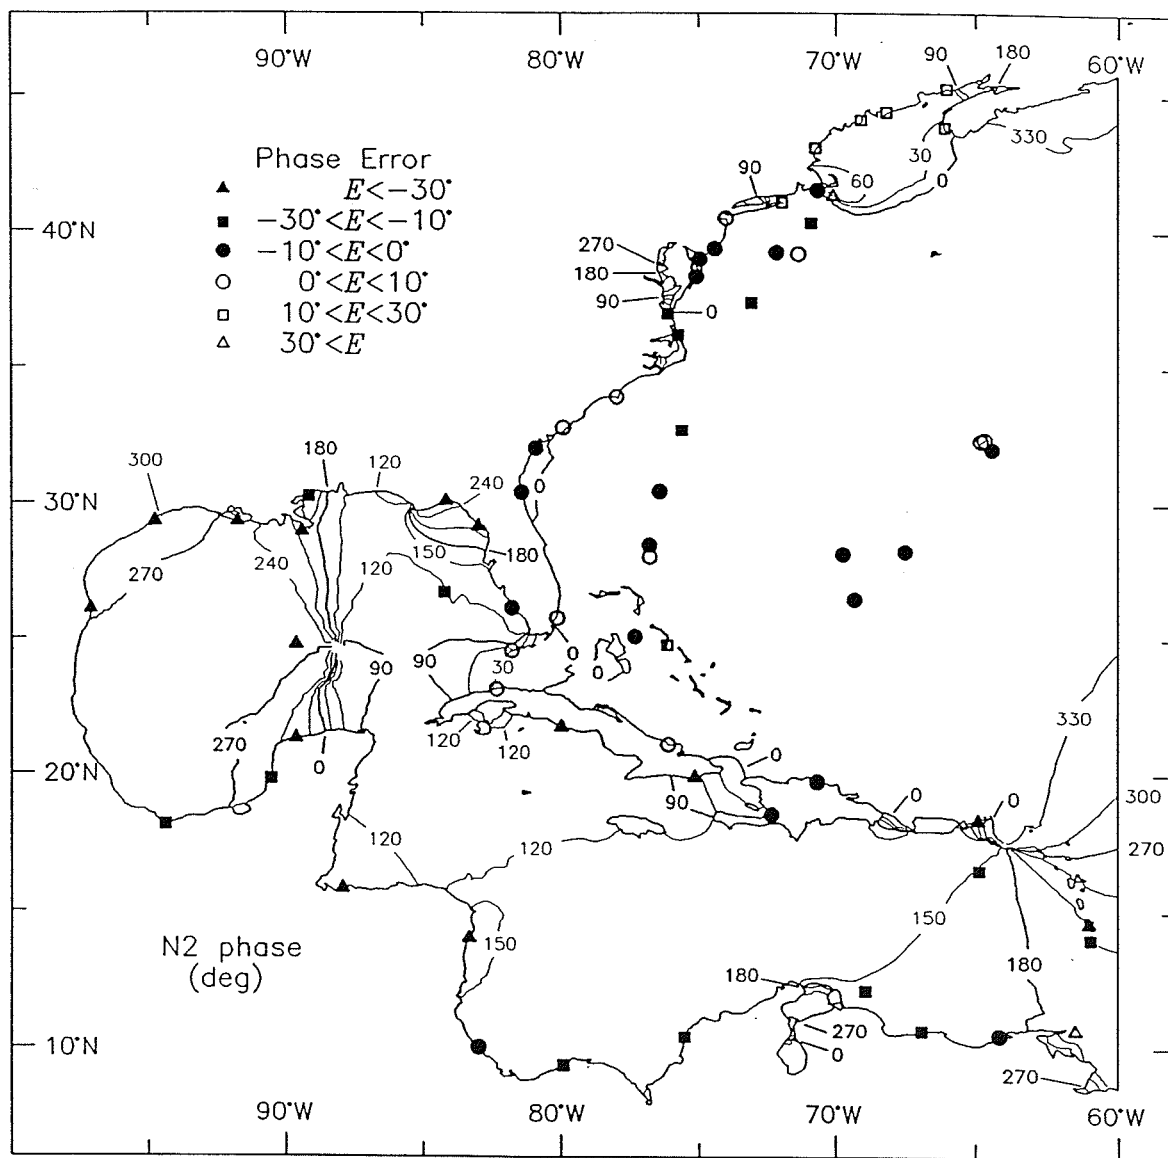 90°W 80°W 70°W 60°W
90 180
330
30
0
60
90
Phase Error
E<-30°
-30°<E<-10°
-10°<E<0°
0°<E<10°
10°<E<30°
30°<E
40°N
270
180
90
0
300 180 120
240
30°N
0
150
180
270 240 120
90 90 30 0 0
330
270 0 120 120 0
20°N
90 0 0 300
120 120 270
150
150
N2 phase
(deg)
180 180
270
10°N
0
270
90°W 80°W 70°W 60°W